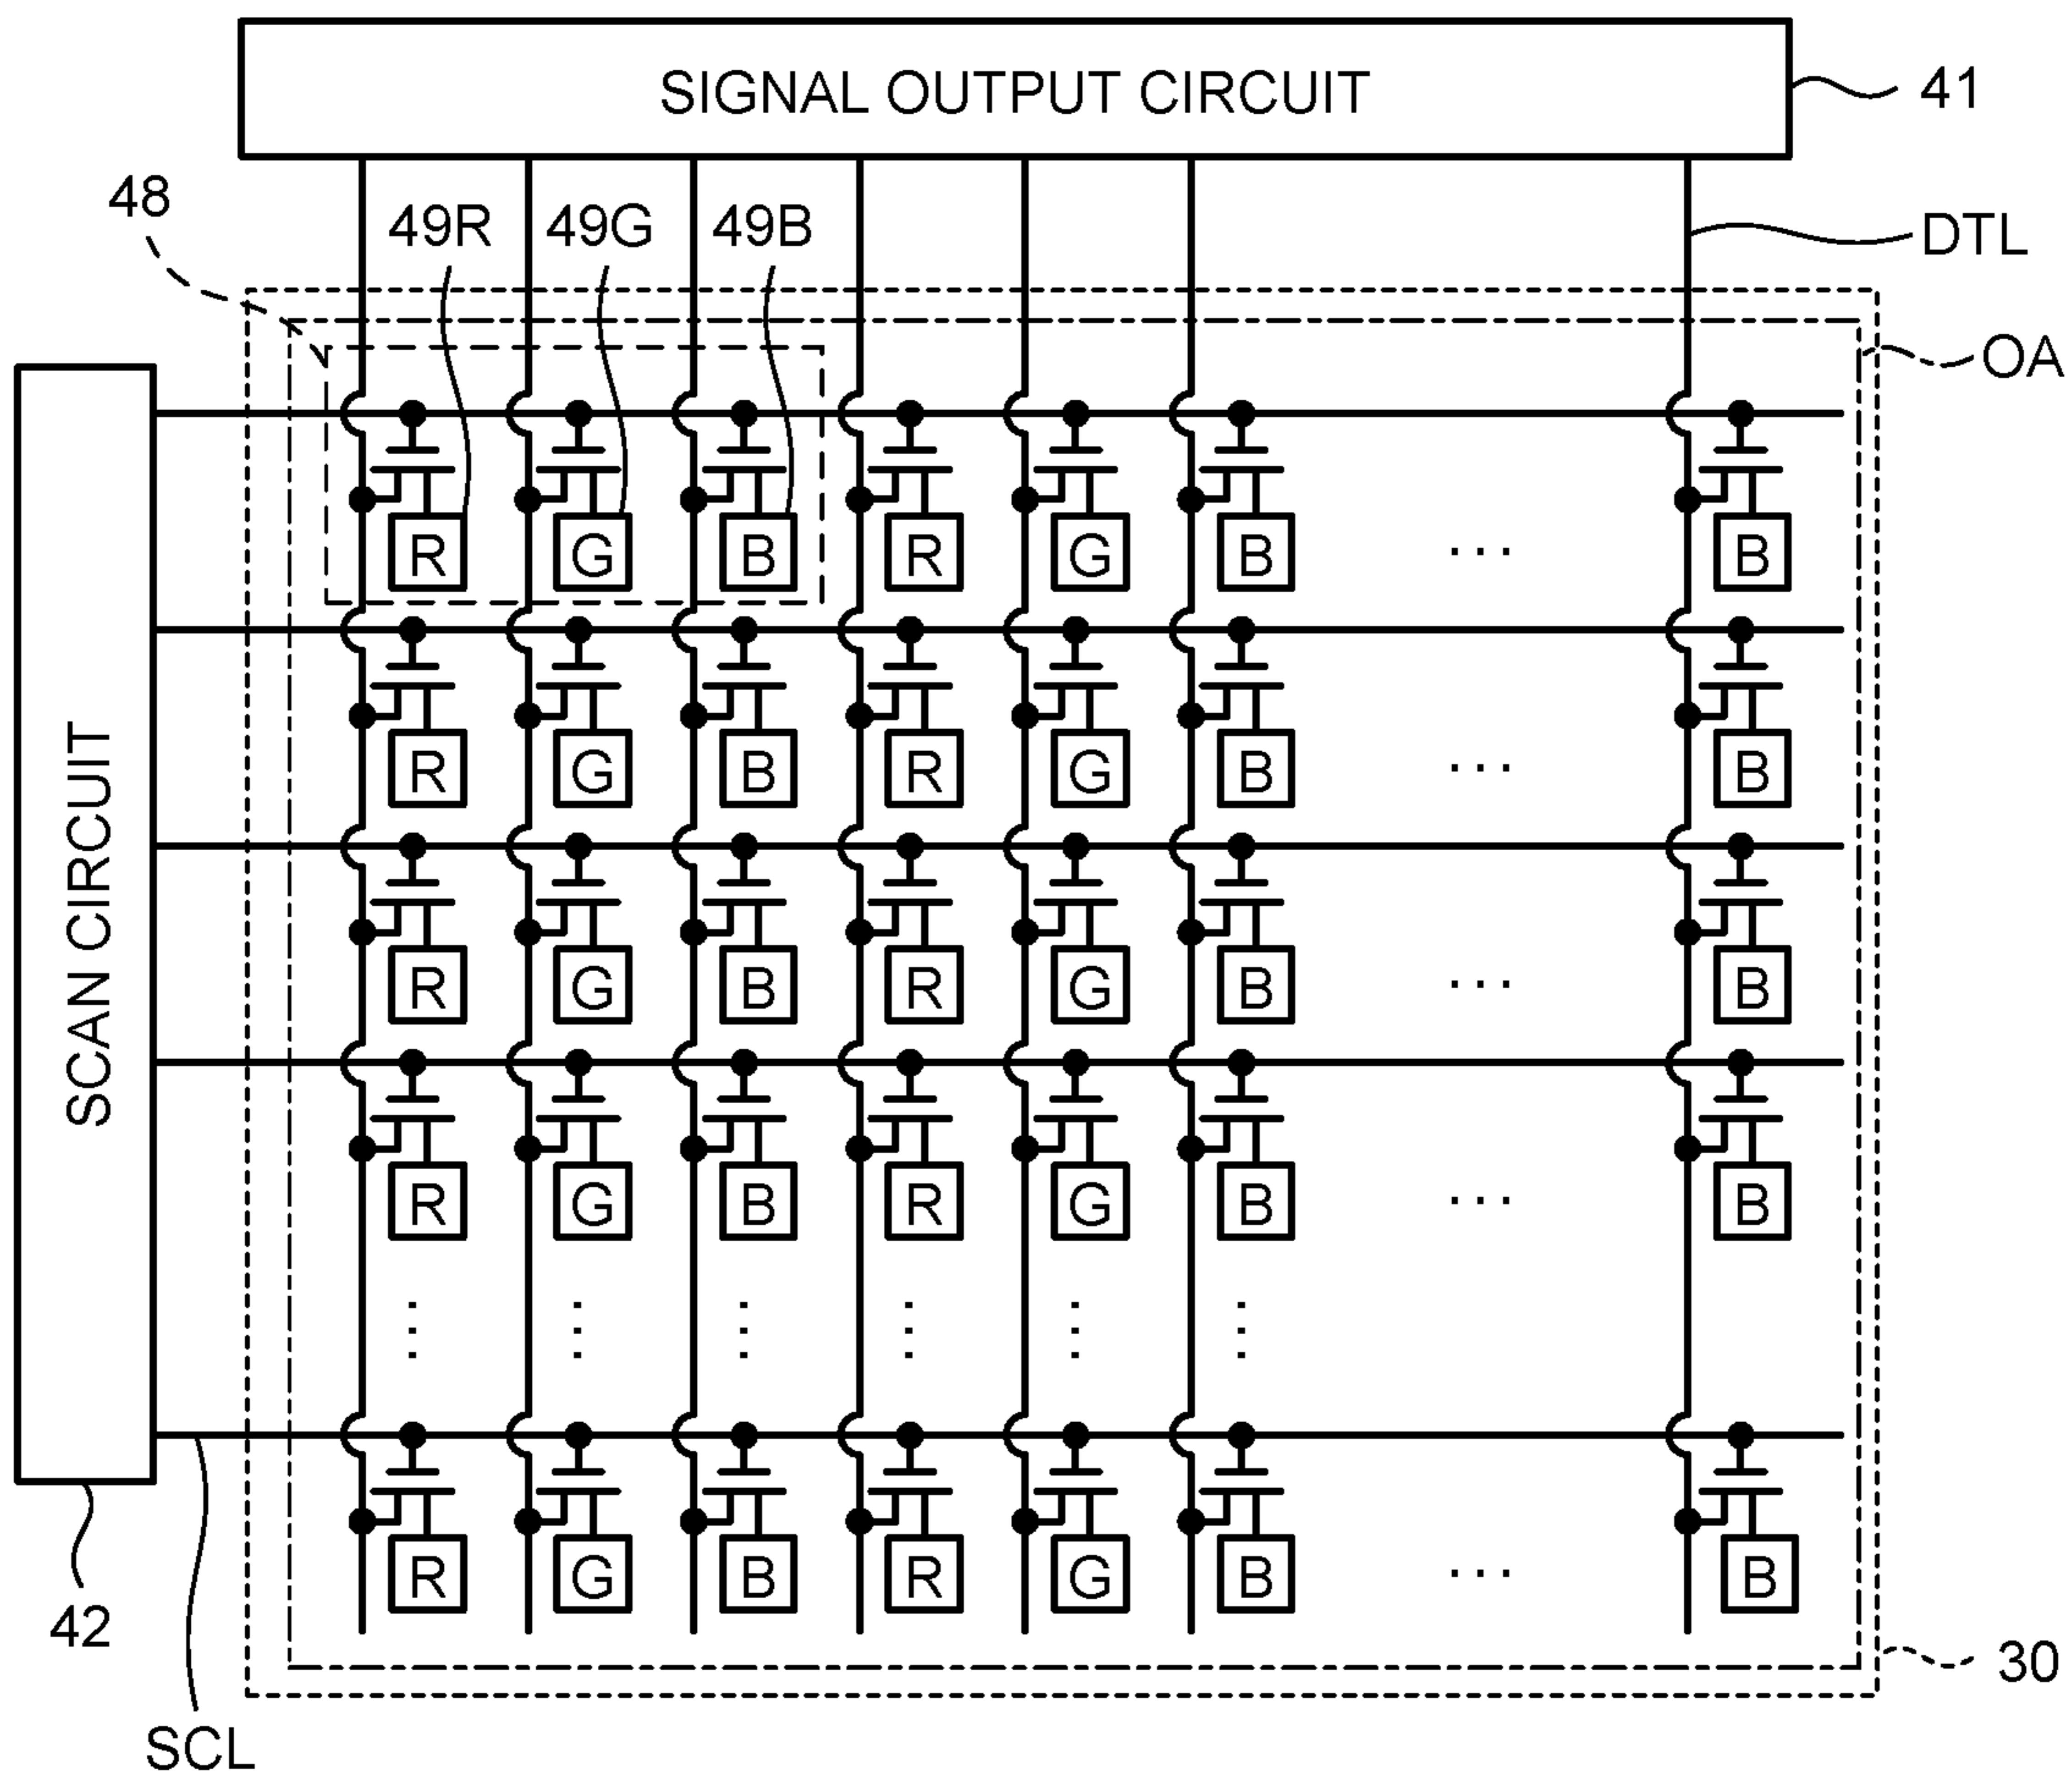 SIGNAL OUTPUT CIRCUIT
41
48
49R 49G 49B
DTL
OA
R G B R G B ... B
R G B R G B ... B
SCAN CIRCUIT
R G B R G B ... B
R G B R G B ... B
R G B R G B ... B
42
30
SCL